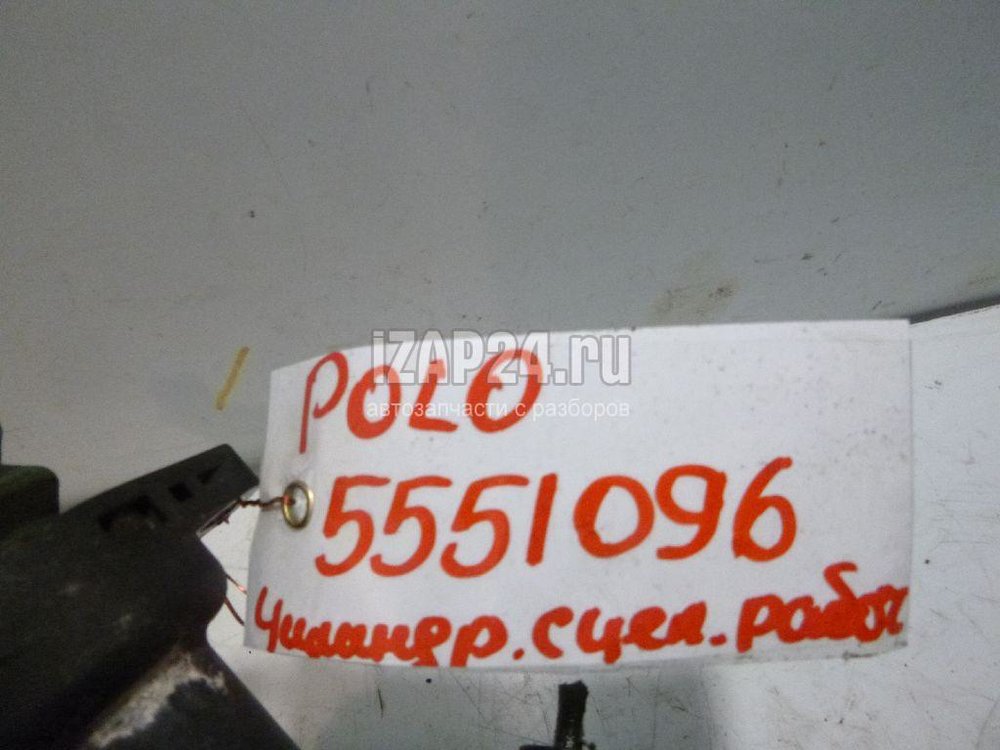 iZAP24.ru
автозапчасти с разборов
POLO
5551096
Цилиндр.сцеп.рабоч